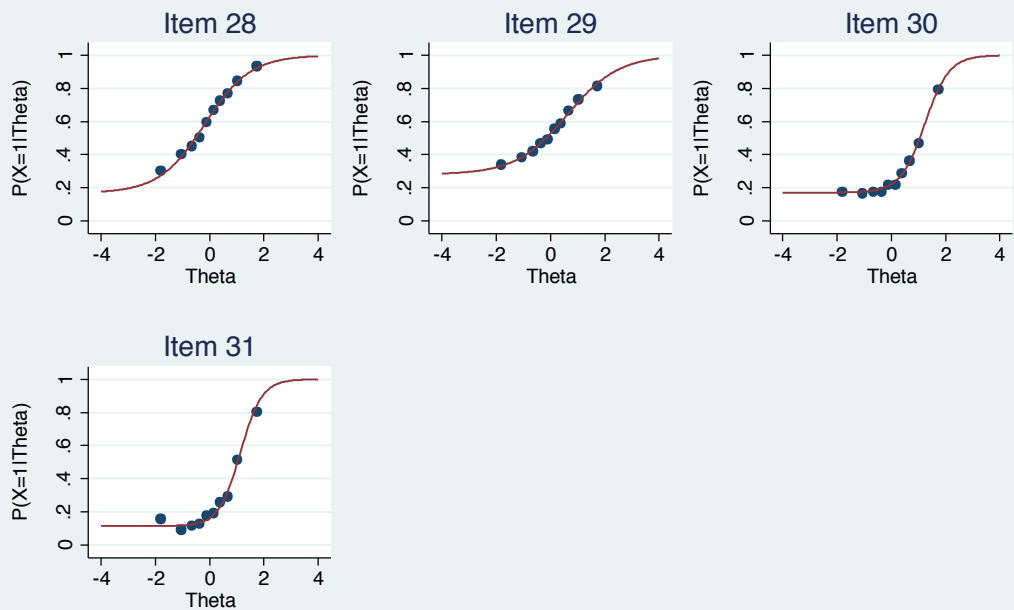 Item 28
P(X=1|Theta)
1
.8
.6
.4
.2
0
-4 -2 0 2 4
Theta
Item 29
P(X=1|Theta)
1
.8
.6
.4
.2
0
-4 -2 0 2 4
Theta
Item 30
P(X=1|Theta)
1
.8
.6
.4
.2
0
-4 -2 0 2 4
Theta
Item 31
P(X=1|Theta)
1
.8
.6
.4
.2
0
-4 -2 0 2 4
Theta